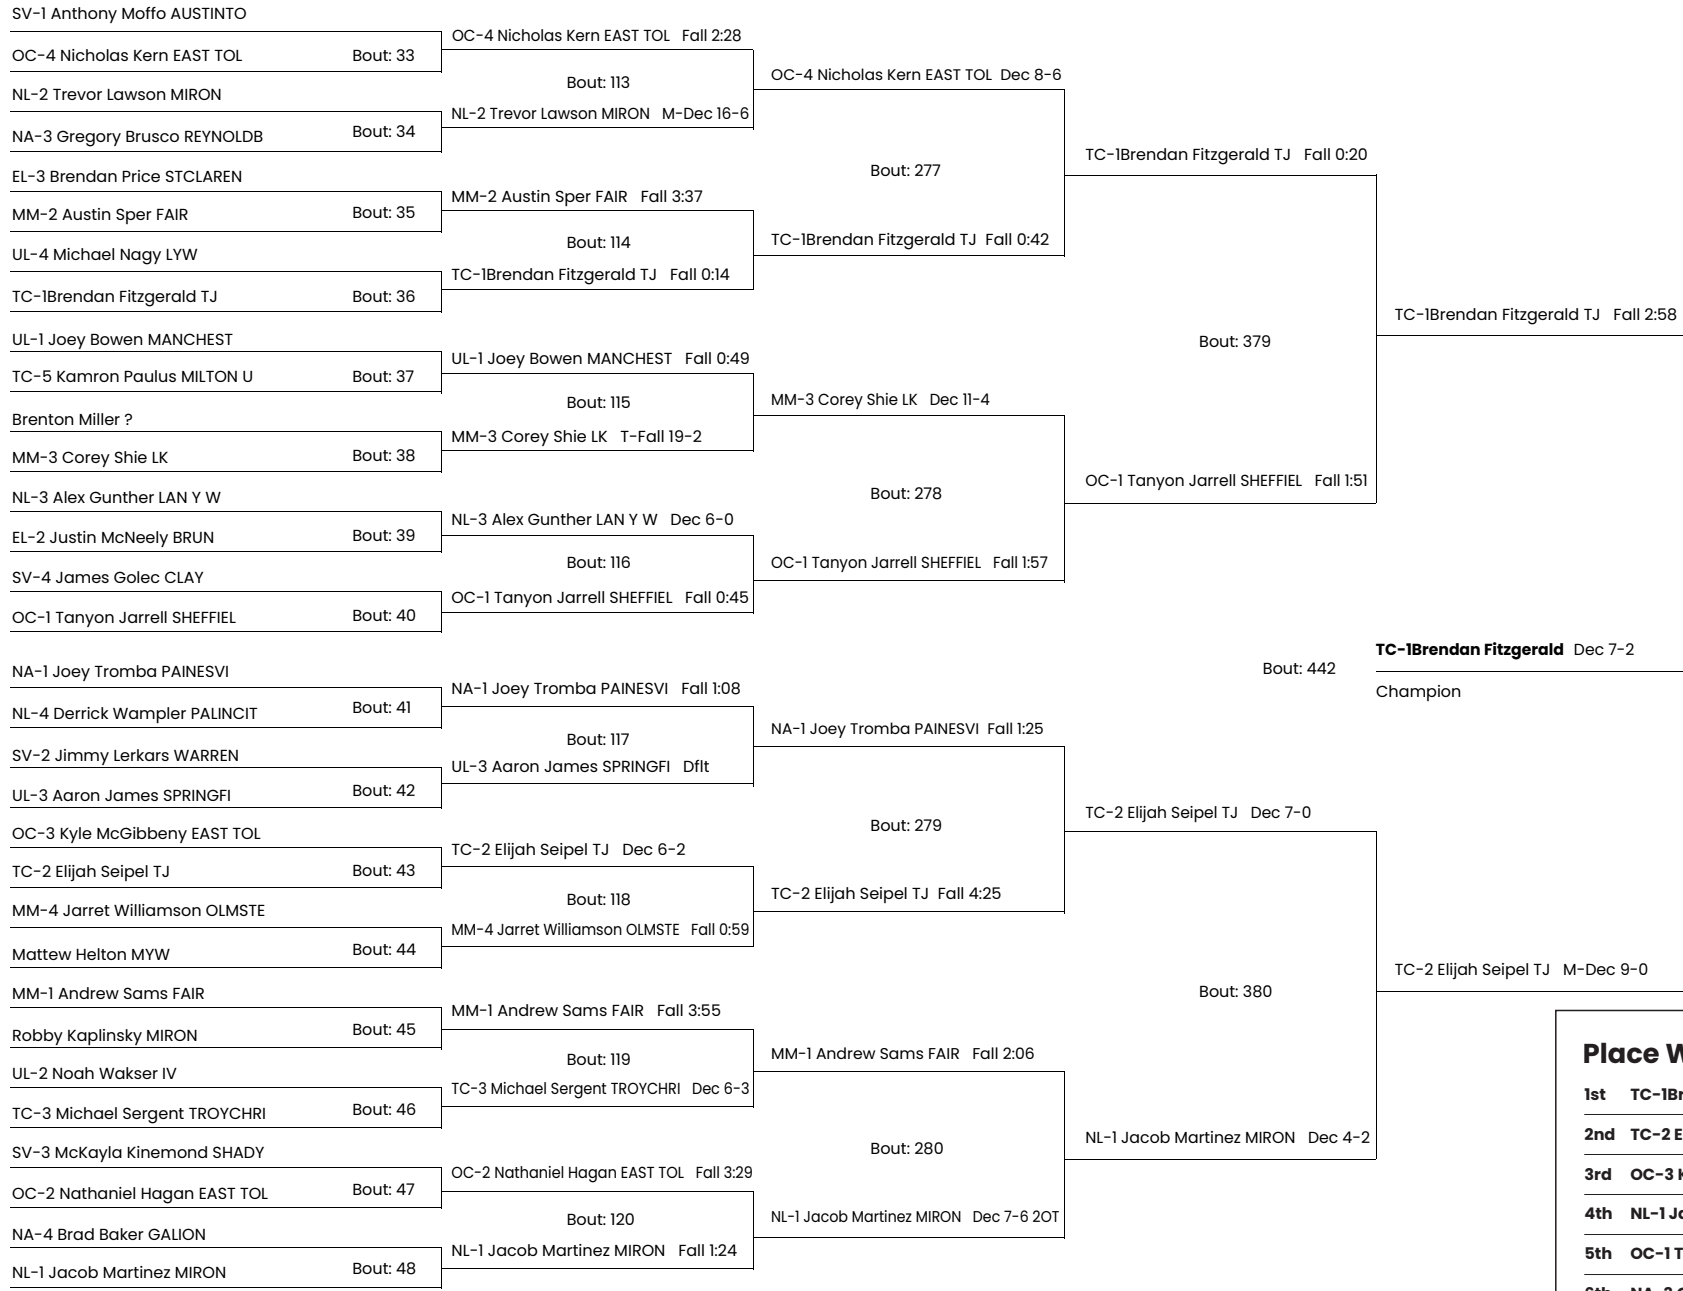 SV-1 Anthony Moffo AUSTINTO
OC-4 Nicholas Kern EAST TOL
Bout: 33
NL-2 Trevor Lawson MIRON
NA-3 Gregory Brusco REYNOLDB
Bout: 34
EL-3 Brendan Price STCLAREN
MM-2 Austin Sper FAIR
Bout: 35
UL-4 Michael Nagy LYW
TC-1Brendan Fitzgerald TJ
Bout: 36
UL-1 Joey Bowen MANCHEST
TC-5 Kamron Paulus MILTON U
Bout: 37
Brenton Miller ?
MM-3 Corey Shie LK
Bout: 38
NL-3 Alex Gunther LAN Y W
EL-2 Justin McNeely BRUN
Bout: 39
SV-4 James Golec CLAY
OC-1 Tanyon Jarrell SHEFFIEL
Bout: 40
NA-1 Joey Tromba PAINESVI
NL-4 Derrick Wampler PALINCIT
Bout: 41
SV-2 Jimmy Lerkars WARREN
UL-3 Aaron James SPRINGFI
Bout: 42
OC-3 Kyle McGibbeny EAST TOL
TC-2 Elijah Seipel TJ
Bout: 43
MM-4 Jarret Williamson OLMSTE
Mattew Helton MYW
Bout: 44
MM-1 Andrew Sams FAIR
Robby Kaplinsky MIRON
Bout: 45
UL-2 Noah Wakser IV
TC-3 Michael Sergent TROYCHRI
Bout: 46
SV-3 McKayla Kinemond SHADY
OC-2 Nathaniel Hagan EAST TOL
Bout: 47
NA-4 Brad Baker GALION
NL-1 Jacob Martinez MIRON
Bout: 48
OC-4 Nicholas Kern EAST TOL Fall 2:28
Bout: 113
NL-2 Trevor Lawson MIRON M-Dec 16-6
MM-2 Austin Sper FAIR Fall 3:37
Bout: 114
TC-1Brendan Fitzgerald TJ Fall 0:14
UL-1 Joey Bowen MANCHEST Fall 0:49
Bout: 115
MM-3 Corey Shie LK T-Fall 19-2
NL-3 Alex Gunther LAN Y W Dec 6-0
Bout: 116
OC-1 Tanyon Jarrell SHEFFIEL Fall 0:45
NA-1 Joey Tromba PAINESVI Fall 1:08
Bout: 117
UL-3 Aaron James SPRINGFI Dflt
TC-2 Elijah Seipel TJ Dec 6-2
Bout: 118
MM-4 Jarret Williamson OLMSTE Fall 0:59
MM-1 Andrew Sams FAIR Fall 3:55
Bout: 119
TC-3 Michael Sergent TROYCHRI Dec 6-3
OC-2 Nathaniel Hagan EAST TOL Fall 3:29
Bout: 120
NL-1 Jacob Martinez MIRON Fall 1:24
OC-4 Nicholas Kern EAST TOL Dec 8-6
Bout: 277
TC-1Brendan Fitzgerald TJ Fall 0:42
MM-3 Corey Shie LK Dec 11-4
Bout: 278
OC-1 Tanyon Jarrell SHEFFIEL Fall 1:57
NA-1 Joey Tromba PAINESVI Fall 1:25
Bout: 279
TC-2 Elijah Seipel TJ Fall 4:25
MM-1 Andrew Sams FAIR Fall 2:06
Bout: 280
NL-1 Jacob Martinez MIRON Dec 7-6 2OT
TC-1Brendan Fitzgerald TJ Fall 0:20
Bout: 379
OC-1 Tanyon Jarrell SHEFFIEL Fall 1:51
TC-2 Elijah Seipel TJ Dec 7-0
Bout: 380
NL-1 Jacob Martinez MIRON Dec 4-2
TC-1Brendan Fitzgerald TJ Fall 2:58
Bout: 442
TC-1Brendan Fitzgerald Dec 7-2
Champion
TC-2 Elijah Seipel TJ M-Dec 9-0
Place
1st
2nd TC-2
3rd OC-3
4th NL-1
5th OC-1